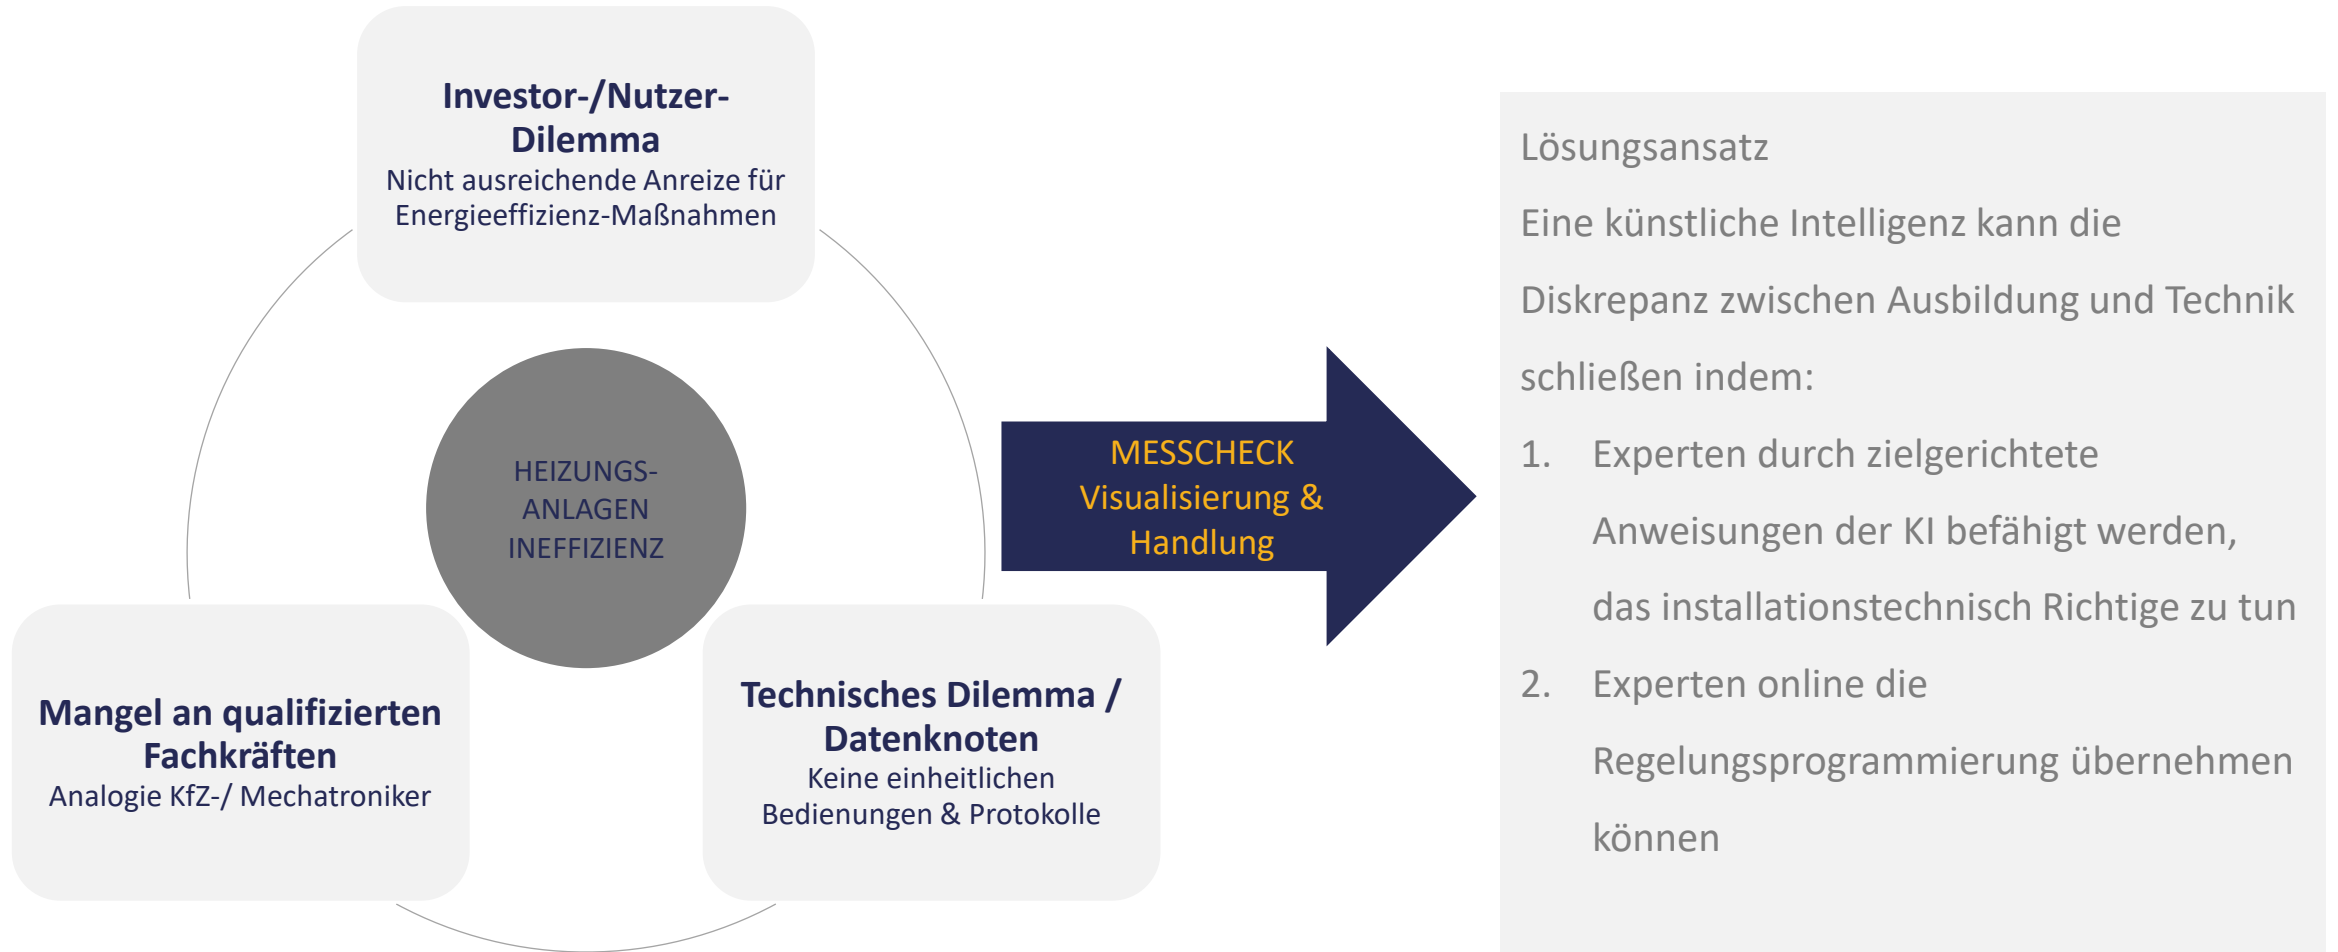 Investor-/Nutzer-
Dilemma
Nicht ausreichende Anreize für
Energieeffizienz-Maßnahmen
HEIZUNGS-
ANLAGEN
INEFFIZIENZ
Mangel an qualifizierten
Fachkräften
Analogie KfZ-/ Mechatroniker
Technisches Dilemma /
Datenknoten
Keine einheitlichen
Bedienungen & Protokolle
MESSCHECK
Visualisierung &
Handlung
Lösungsansatz
Eine künstliche Intelligenz kann die
Diskrepanz zwischen Ausbildung und Technik
schließen indem:
1. Experten durch zielgerichtete
Anweisungen der KI befähigt werden,
das installationstechnisch Richtige zu tun
2. Experten online die
Regelungsprogrammierung übernehmen
können